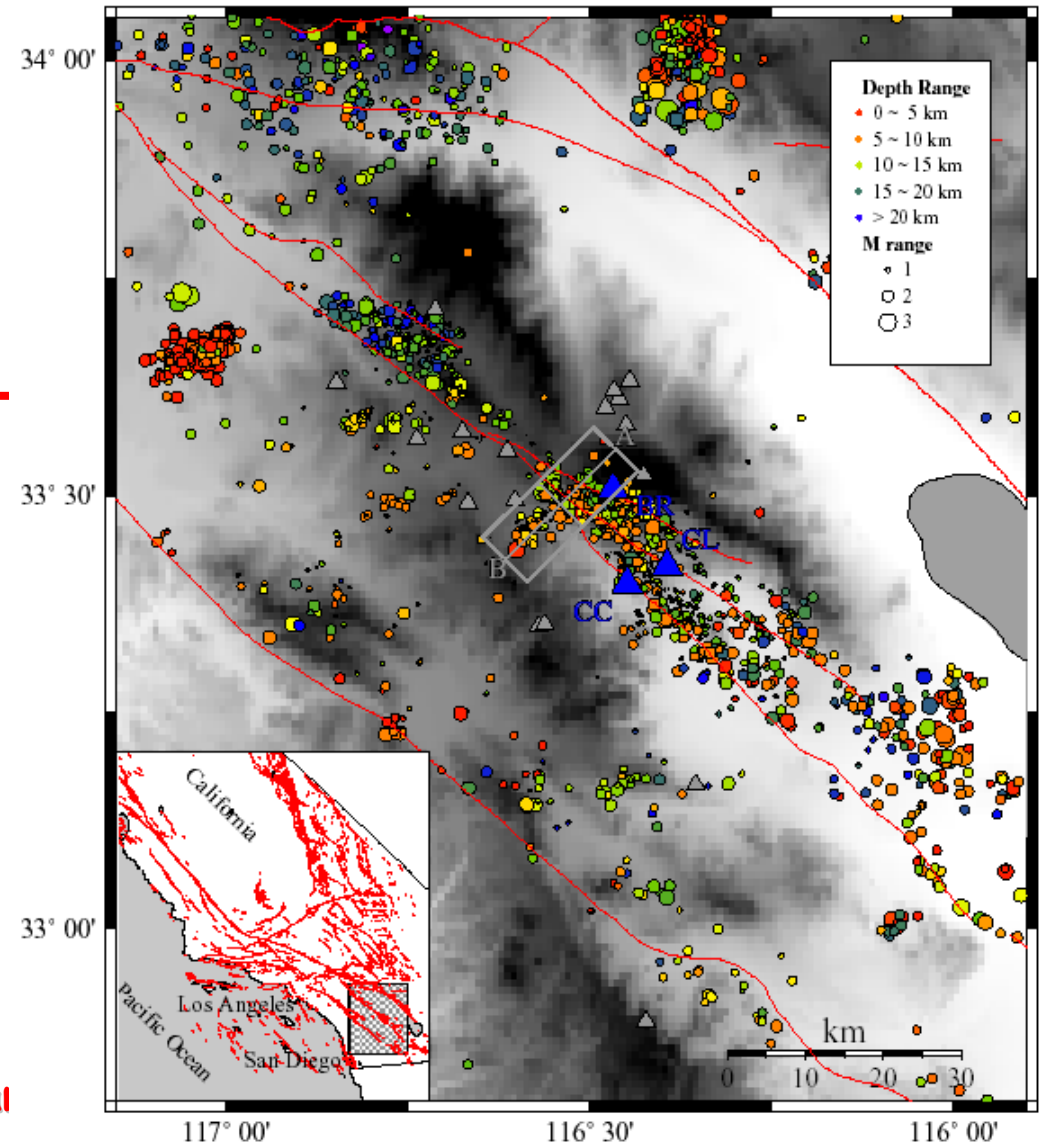 34° 00'
33° 30'
33° 00'
117° 00'
116° 30'
116° 00'
Depth Range
0 ~ 5 km
5 ~ 10 km
10 ~ 15 km
15 ~ 20 km
> 20 km
M range
1
2
3
A
BR
CL
B
CC
California
Los Angeles
Pacific Ocean
San Diego
km
0 10 20 30